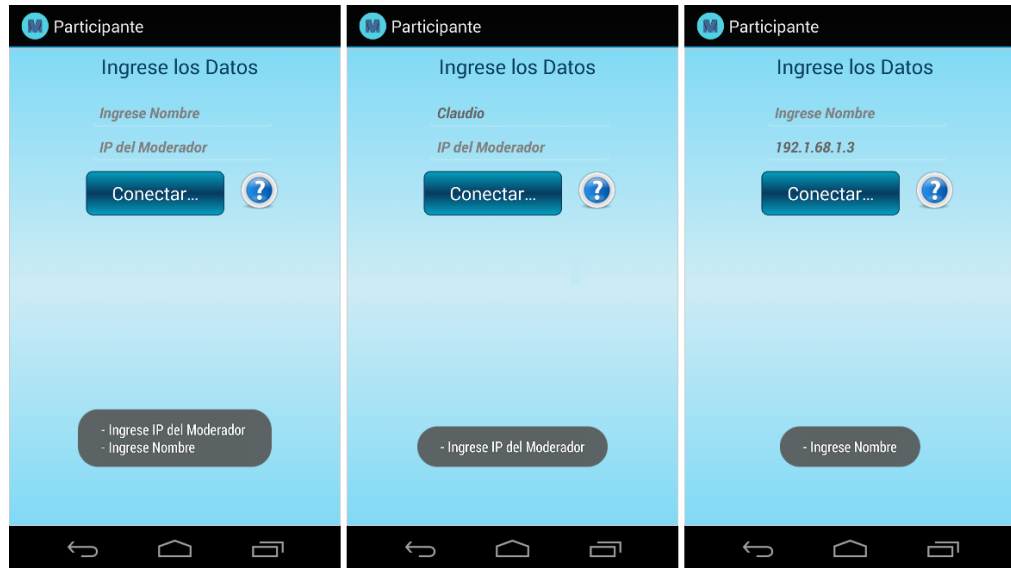 M Participante
Ingrese los Datos
Ingrese Nombre
IP del Moderador
Conectar...
?
- Ingrese IP del Moderador
- Ingrese Nombre
M Participante
Ingrese los Datos
Claudio
IP del Moderador
Conectar...
?
- Ingrese IP del Moderador
M Participante
Ingrese los Datos
Ingrese Nombre
192.1.68.1.3
Conectar...
?
- Ingrese Nombre